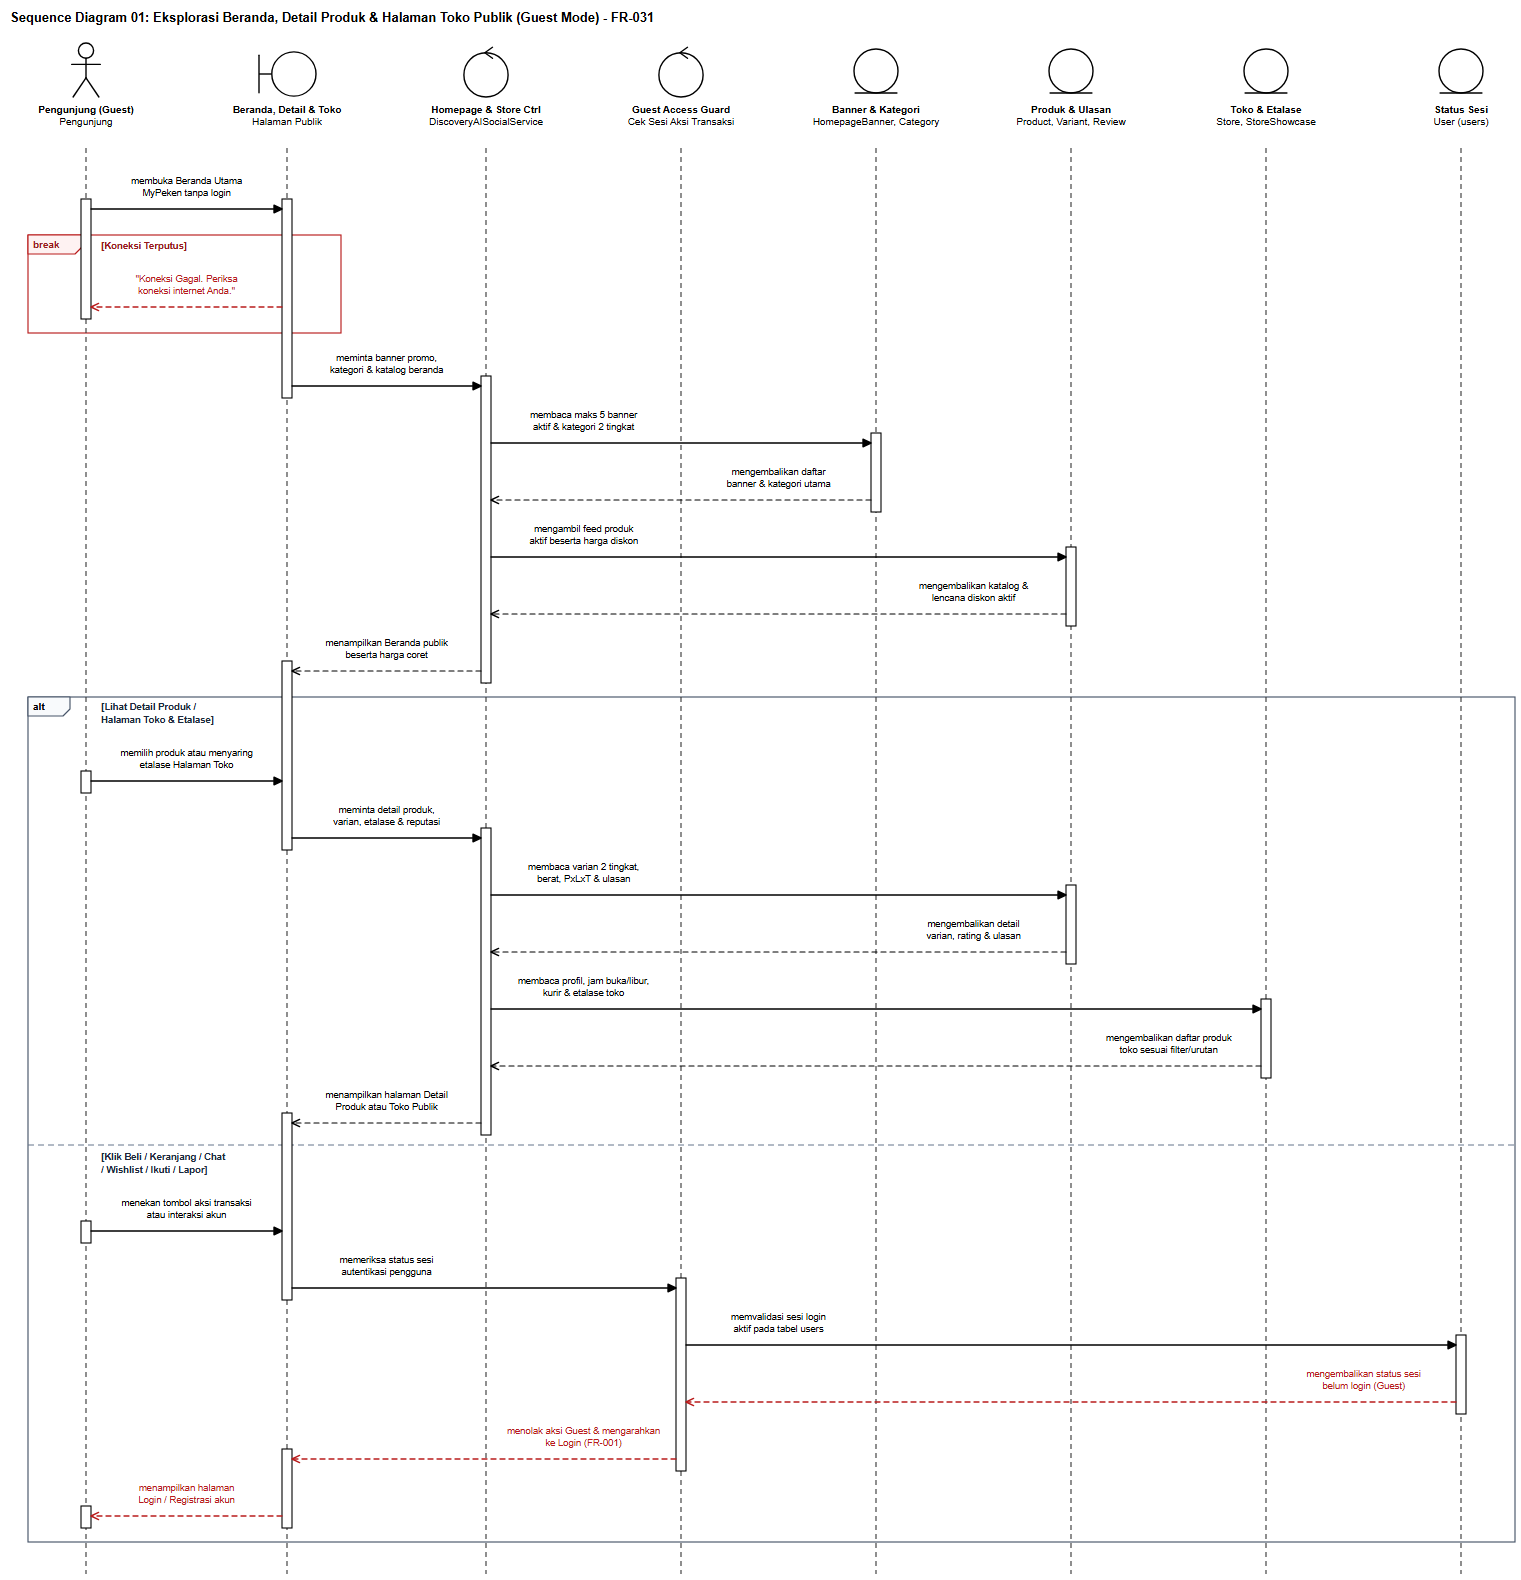 Sequence Diagram 01: Eksplorasi Beranda, Detail Produk & Halaman Toko Publik (Guest Mode) - FR-031
Pengunjung (Guest)
Pengunjung
Beranda, Detail & Toko
Halaman Publik
Homepage & Store Ctrl
DiscoveryAISocialService
Guest Access Guard
Cek Sesi Aksi Transaksi
Banner & Kategori
HomepageBanner, Category
Produk & Ulasan
Product, Variant, Review
Toko & Etalase
Store, StoreShowcase
Status Sesi
User (users)
membuka Beranda Utama
MyPeken tanpa login
break
[Koneksi Terputus]
"Koneksi Gagal. Periksa
koneksi internet Anda."
meminta banner promo,
kategori & katalog beranda
membaca maks 5 banner
aktif & kategori 2 tingkat
mengembalikan daftar
banner & kategori utama
mengambil feed produk
aktif beserta harga diskon
mengembalikan katalog &
lencana diskon aktif
menampilkan Beranda publik
beserta harga coret
alt
[Lihat Detail Produk /
Halaman Toko & Etalase]
memilih produk atau menyaring
etalase Halaman Toko
meminta detail produk,
varian, etalase & reputasi
membaca varian 2 tingkat,
berat, PxLxT & ulasan
mengembalikan detail
varian, rating & ulasan
membaca profil, jam buka/libur,
kurir & etalase toko
mengembalikan daftar produk
toko sesuai filter/urutan
menampilkan halaman Detail
Produk atau Toko Publik
[Klik Beli / Keranjang / Chat
/ Wishlist / Ikuti / Lapor]
menekan tombol aksi transaksi
atau interaksi akun
memeriksa status sesi
autentikasi pengguna
memvalidasi sesi login
aktif pada tabel users
mengembalikan status sesi
belum login (Guest)
menolak aksi Guest & mengarahkan
ke Login (FR-001)
menampilkan halaman
Login / Registrasi akun